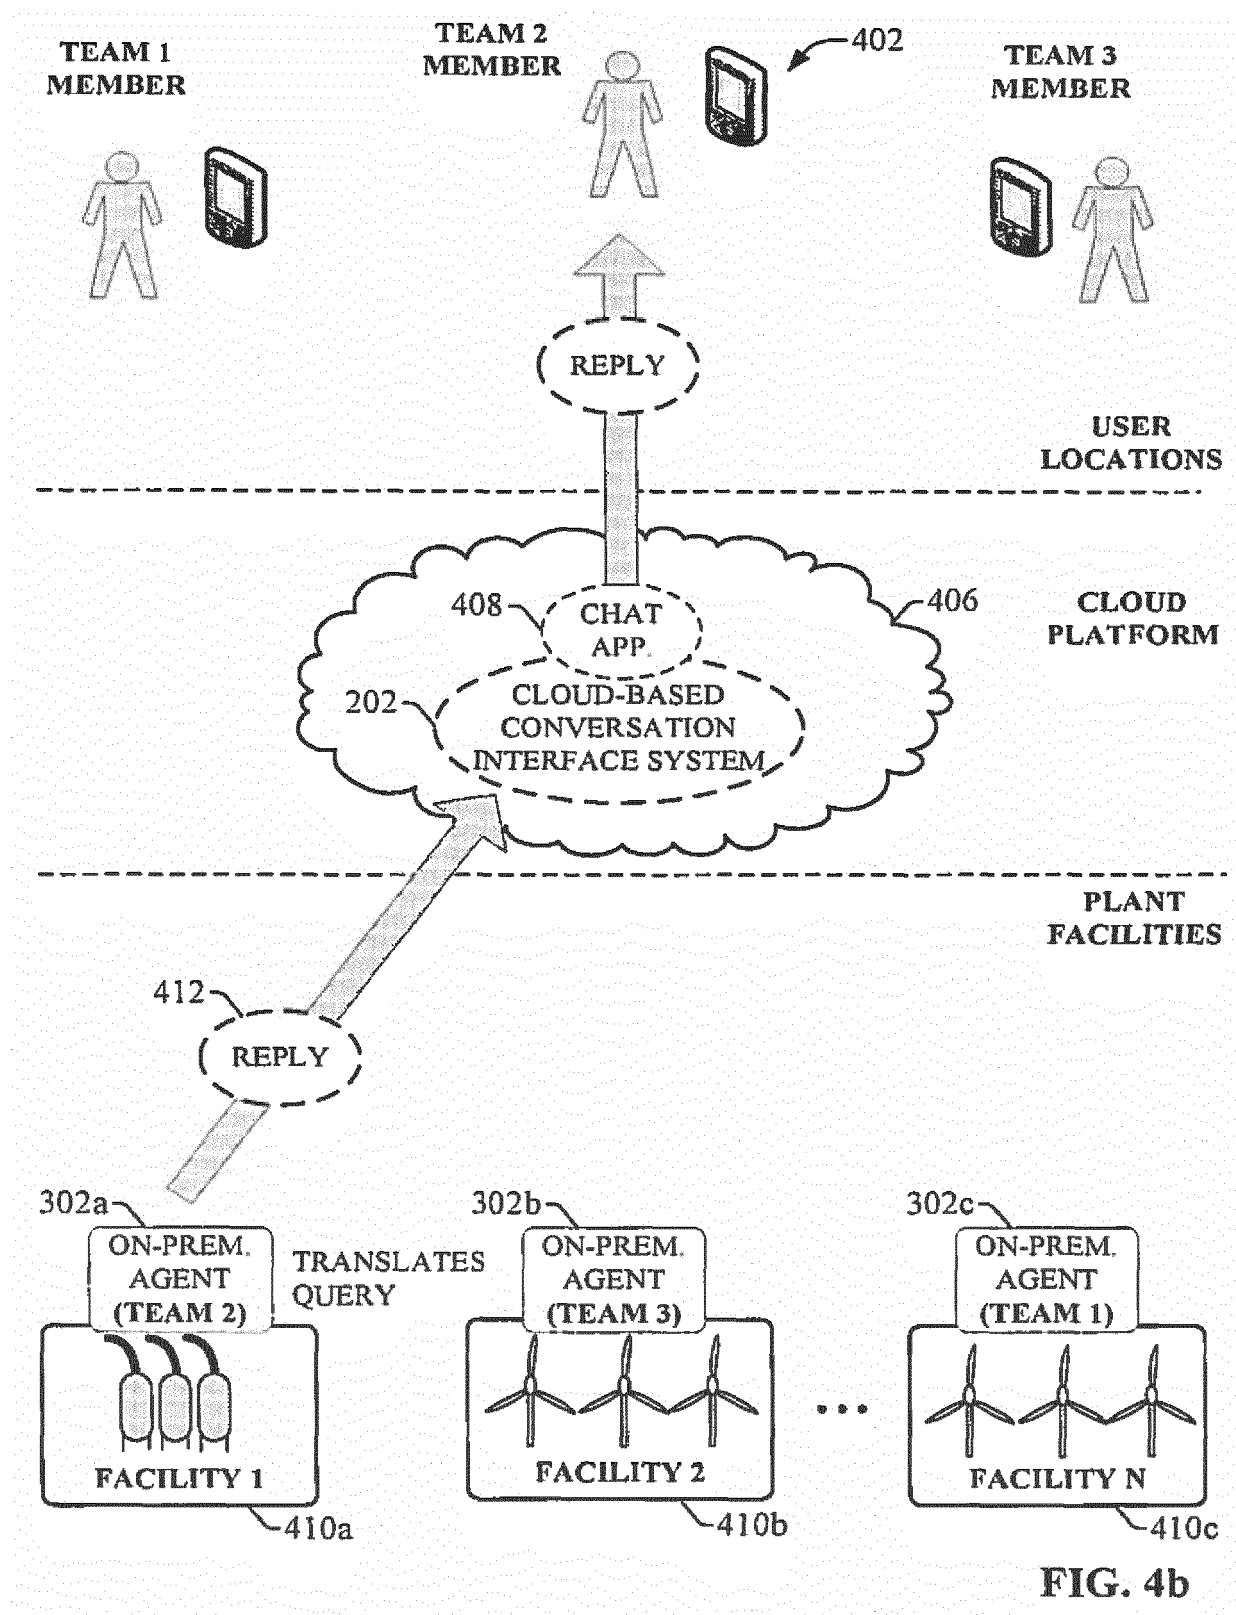 TEAM 1
MEMBER
TEAM 2
MEMBER
402
TEAM 3
MEMBER
REPLY
USER
LOCATIONS
408
CHAT
APP.
406
CLOUD
PLATFORM
202
CLOUD-BASED
CONVERSATION
INTERFACE SYSTEM
PLANT
FACILITIES
412
REPLY
302a
ON-PREM.
AGENT
(TEAM 2)
TRANSLATES
QUERY
302b
ON-PREM.
AGENT
(TEAM 3)
302c
ON-PREM.
AGENT
(TEAM 1)
FACILITY 1
FACILITY 2
...
FACILITY N
410a
410b
410c
FIG. 4b